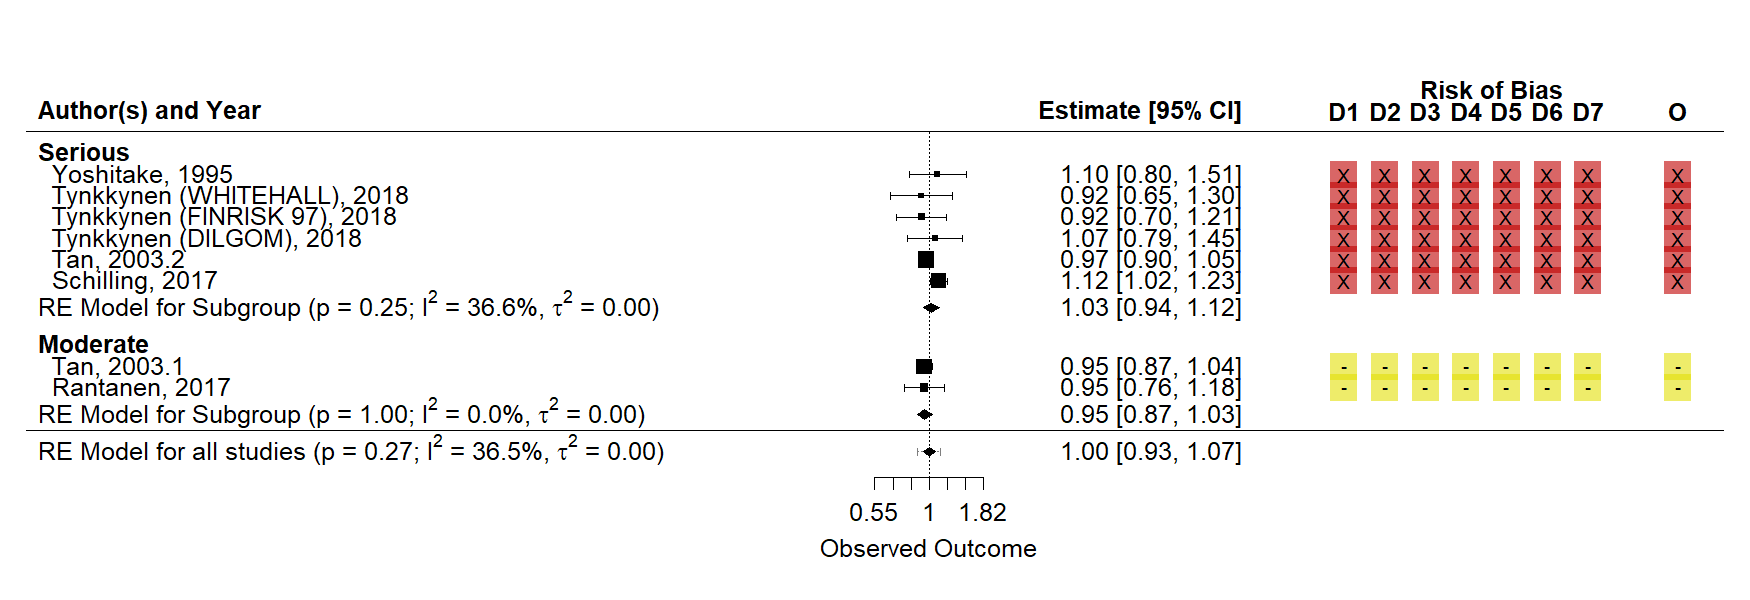 Risk of Bias
Author(s) and Year Estimate [95% CI] D1 D2 D3 D4 D5 D6 D7 O
Serious
Yoshitake, 1995 1.10 [0.80, 1.51] X X X X X X X X
Tynkkynen (WHITEHALL), 2018 0.92 [0.65, 1.30] X X X X X X X X
Tynkkynen (FINRISK 97), 2018 0.92 [0.70, 1.21] X X X X X X X X
Tynkkynen (DILGOM), 2018 1.07 [0.79, 1.45] X X X X X X X X
Tan, 2003.2 0.97 [0.90, 1.05] X X X X X X X X
Schilling, 2017 1.12 [1.02, 1.23] X X X X X X X X
RE Model for Subgroup (p = 0.25; I² = 36.6%, τ² = 0.00) 1.03 [0.94, 1.12]
Moderate
Tan, 2003.1 0.95 [0.87, 1.04] - - - - - - - -
Rantanen, 2017 0.95 [0.76, 1.18] - - - - - - - -
RE Model for Subgroup (p = 1.00; I² = 0.0%, τ² = 0.00) 0.95 [0.87, 1.03]
RE Model for all studies (p = 0.27; I² = 36.5%, τ² = 0.00) 1.00 [0.93, 1.07]
0.55 1 1.82
Observed Outcome